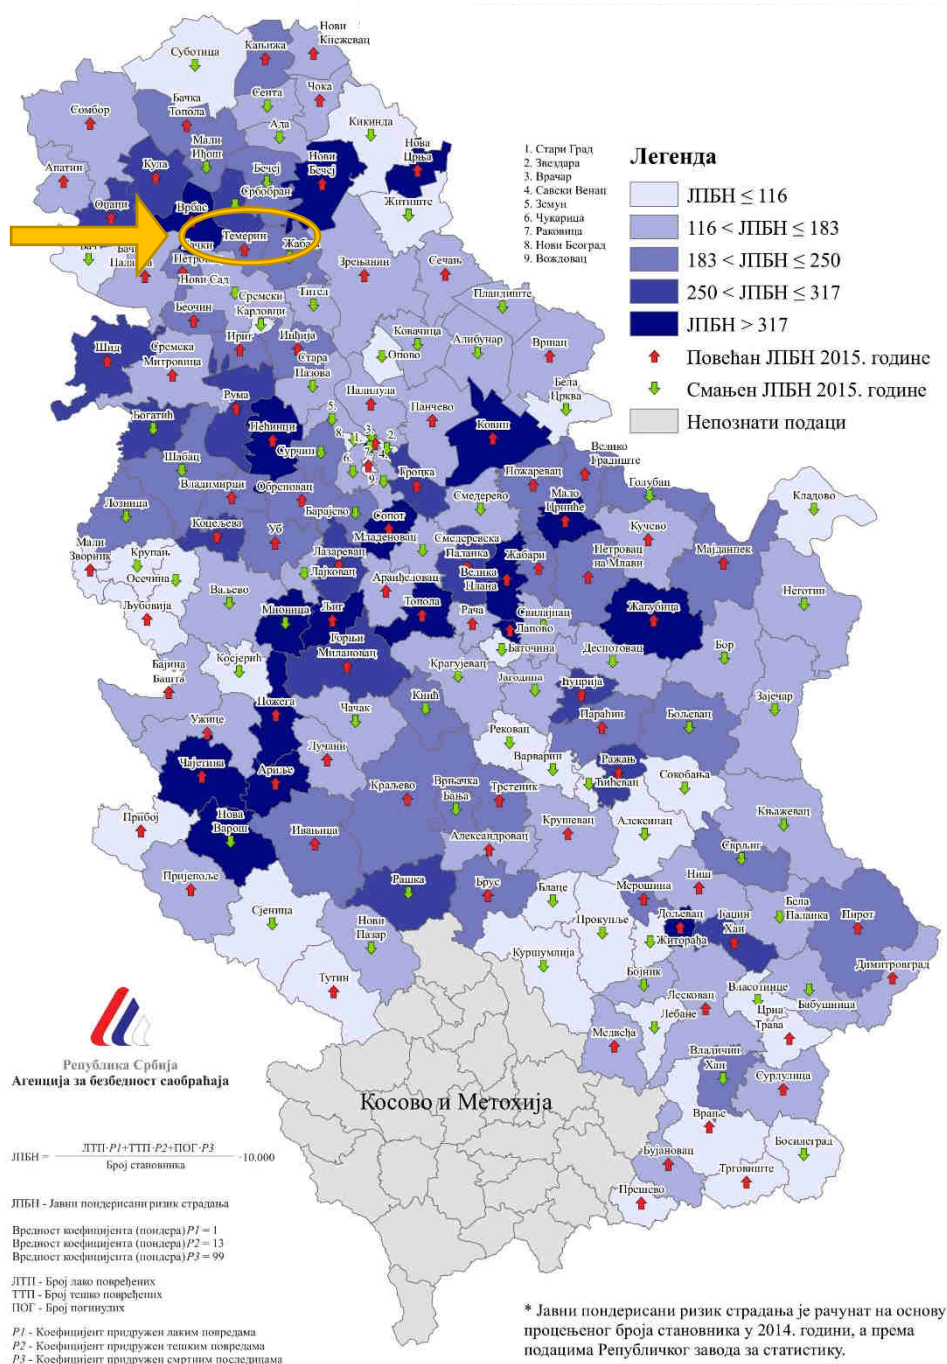 Нови
Кнежевац
Суботица
Кањижа
Сента
Чока
Сомбор
Бачка
Топола
Ада
Кикинда
Мали
Иђош
Нова
Црња
Апатин
Кула
Бечеј
Нови
Бечеј
Србобран
Житиште
Оџаци
Врбас
Темерин
Жабаљ
Зрењанин
Сечањ
Нови Сад
Тител
Пландиште
Беочин
Сремски
Карловци
Ковачица
Алибунар
Вршац
Шид
Сремска
Митровица
Ириг
Инђија
Стара
Пазова
Опово
Бела
Црква
Рума
Палилула
Панчево
Ковин
Богатић
Пећинци
Сурчин
Гроцка
Велико
Градиште
Шабац
Владимирци
Обреновац
Пожаревац
Голубац
Кладово
Лозница
Барајево
Сопот
Смедерево
Мало
Црниће
Коцељева
Уб
Младеновац
Кучево
Мали
Зворник
Крупањ
Осечина
Лазаревац
Лајковац
Смедеревска
Паланка
Велика
Плана
Жабари
Петровац
на Млави
Мајданпек
Ваљево
Аранђеловац
Неготин
Љубовија
Мионица
Љиг
Топола
Рача
Свилајнац
Лапово
Жагубица
Горњи
Милановац
Баточина
Деспотовац
Бор
Бајина
Башта
Косјерић
Крагујевац
Јагодина
Ћуприја
Зајечар
Пожега
Чачак
Кнић
Параћин
Бољевац
Ужице
Рековац
Лучани
Варварин
Ражањ
Чајетина
Ариље
Ћићевац
Сокобања
Краљево
Врњачка
Бања
Трстеник
Књажевац
Прибој
Нова
Варош
Ивањица
Александровац
Крушевац
Алексинац
Сврљиг
Пријепоље
Рашка
Брус
Блаце
Мерошина
Ниш
Бела
Паланка
Пирот
Сјеница
Нови
Пазар
Прокупље
Дољевац
Гаџин
Хан
Житорађа
Куршумлија
Димитровград
Тутин
Бојник
Власотинце
Бабушница
Лесковац
Лебане
Црна
Трава
Медвеђа
Владичин
Хан
Сурдулица
Врање
Босилеград
Бујановац
Трговиште
Прешево
Косово и Метохија
1. Стари Град
2. Звездара
3. Врачар
4. Савски Венац
5. Земун
6. Чукарица
7. Раковица
8. Нови Београд
9. Вождовац
Легенда
ЈПБН ≤ 116
116 < ЈПБН ≤ 183
183 < ЈПБН ≤ 250
250 < ЈПБН ≤ 317
ЈПБН > 317
Повећан ЈПБН 2015. године
Смањен ЈПБН 2015. године
Непознати подаци
Република Србија
Агенција за безбедност саобраћаја
ЈПБН = ЛТП·P1+ТТП·P2+ПОГ·P3 / Број становника ·10.000
ЈПБН - Јавни пондерисани ризик страдања
Вредност коефицијента (пондера) P1 = 1
Вредност коефицијента (пондера) P2 = 13
Вредност коефицијента (пондера) P3 = 99
ЛТП - Број лако повређених
ТТП - Број тешко повређених
ПОГ - Број погинулих
P1 - Коефицијент придружен лаким повредама
P2 - Коефицијент придружен тешким повредама
P3 - Коефицијент придружен смртним последицама
* Јавни пондерисани ризик страдања је рачунат на основу
процењеног броја становника у 2014. години, а према
подацима Републичког завода за статистику.